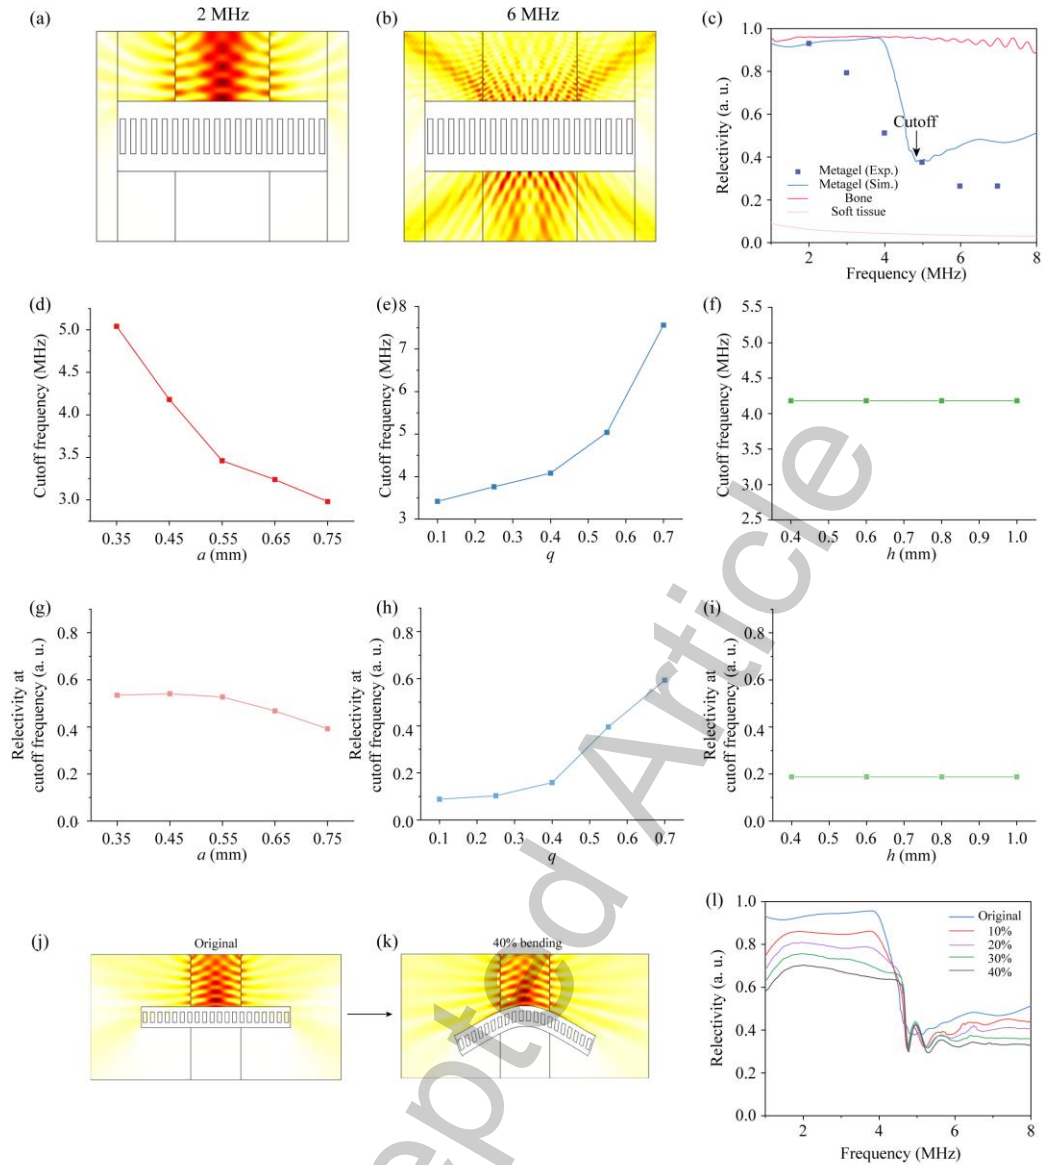 (a) 2 MHz
(b) 6 MHz
(c)
Relectivity (a. u.)
1.0
0.8
0.6
0.4
0.2
0.0
Cutoff
Metagel (Exp.)
Metagel (Sim.)
Bone
Soft tissue
2 4 6 8
Frequency (MHz)
(d)
Cutoff frequency (MHz)
5.0
4.5
4.0
3.5
3.0
0.35 0.45 0.55 0.65 0.75
a (mm)
(e)
Cutoff frequency (MHz)
8
7
6
5
4
3
0.1 0.2 0.3 0.4 0.5 0.6 0.7
q
(f)
Cutoff frequency (MHz)
5.5
5.0
4.5
4.0
3.5
3.0
2.5
0.4 0.5 0.6 0.7 0.8 0.9 1.0
h (mm)
(g)
Relectivity at
cutoff frequency (a. u.)
0.8
0.6
0.4
0.2
0.0
0.35 0.45 0.55 0.65 0.75
a (mm)
(h)
Relectivity at
cutoff frequency (a. u.)
0.8
0.6
0.4
0.2
0.0
0.1 0.2 0.3 0.4 0.5 0.6 0.7
q
(i)
Relectivity at
cutoff frequency (a. u.)
0.8
0.6
0.4
0.2
0.0
0.4 0.5 0.6 0.7 0.8 0.9 1.0
h (mm)
(j)
Original
(k)
40% bending
(l)
Relectivity (a. u.)
1.0
0.8
0.6
0.4
0.2
0.0
Original
10%
20%
30%
40%
2 4 6 8
Frequency (MHz)
epted Article